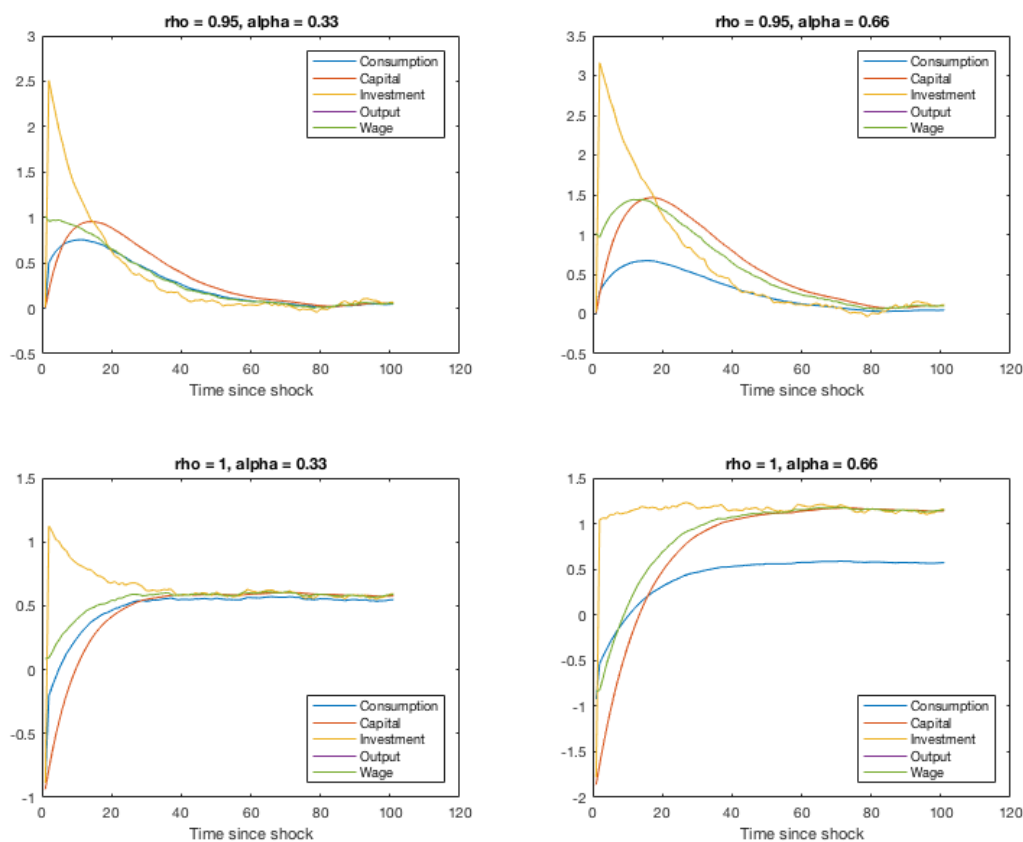 rho = 0.95, alpha = 0.33
3
2.5
2
1.5
1
0.5
0
-0.5
0 20 40 60 80 100 120
Time since shock
Consumption
Capital
Investment
Output
Wage
rho = 0.95, alpha = 0.66
3.5
3
2.5
2
1.5
1
0.5
0
-0.5
0 20 40 60 80 100 120
Time since shock
Consumption
Capital
Investment
Output
Wage
rho = 1, alpha = 0.33
1.5
1
0.5
0
-0.5
-1
0 20 40 60 80 100 120
Time since shock
Consumption
Capital
Investment
Output
Wage
rho = 1, alpha = 0.66
1.5
1
0.5
0
-0.5
-1
-1.5
-2
0 20 40 60 80 100 120
Time since shock
Consumption
Capital
Investment
Output
Wage